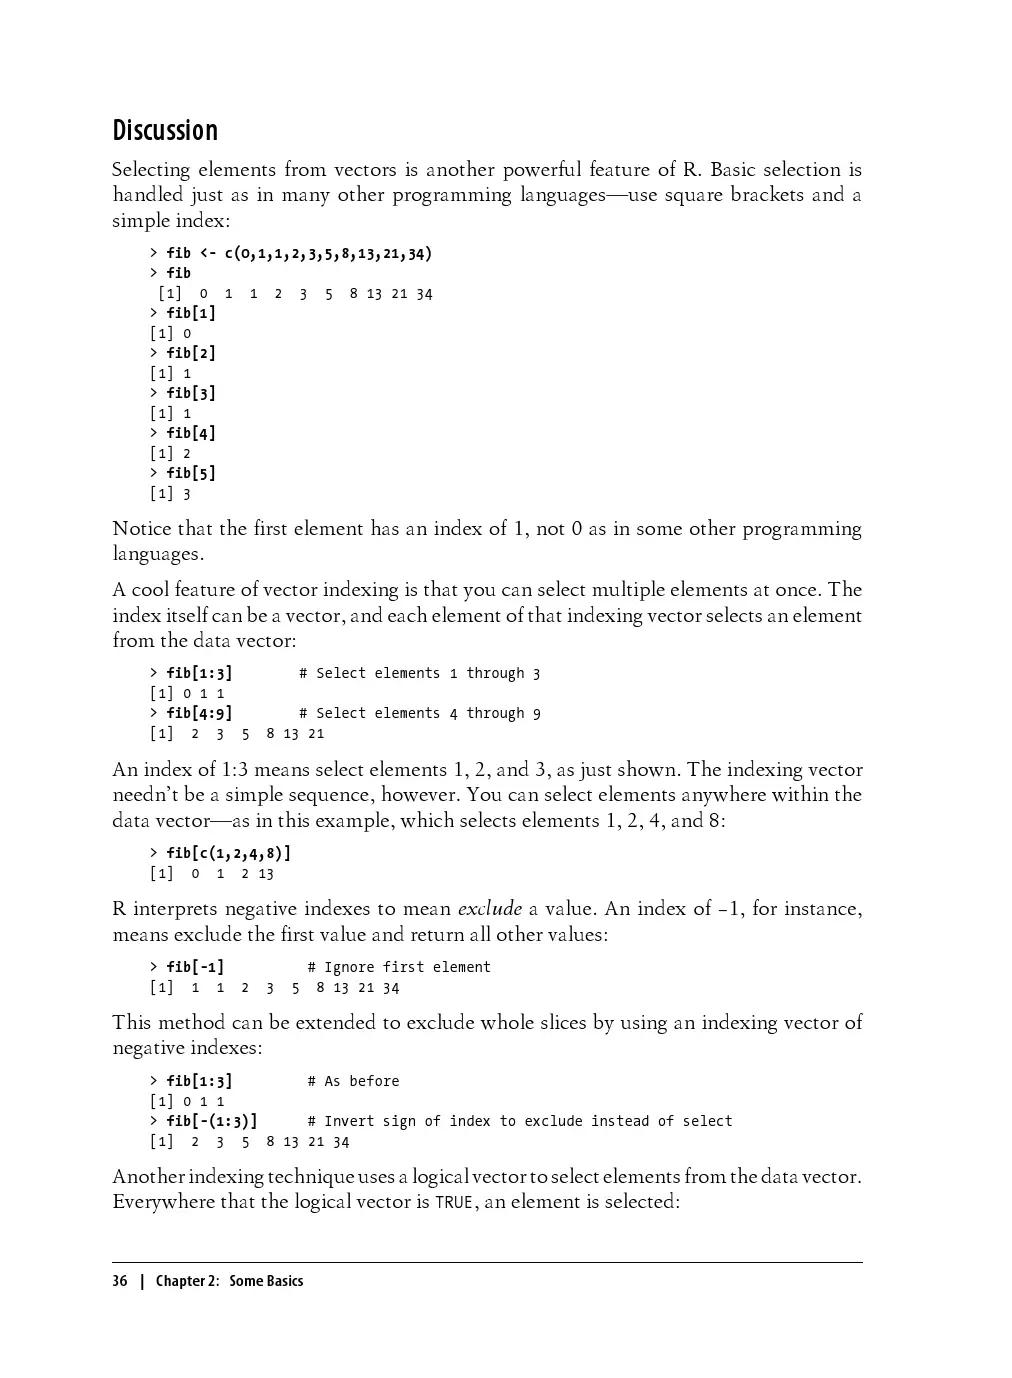 Discussion
Selecting elements from vectors is another powerful feature of R. Basic selection is
handled just as in many other programming languages—use square brackets and a
simple index:
> fib <- c(0,1,1,2,3,5,8,13,21,34)
> fib
 [1]  0  1  1  2  3  5  8 13 21 34
> fib[1]
[1] 0
> fib[2]
[1] 1
> fib[3]
[1] 1
> fib[4]
[1] 2
> fib[5]
[1] 3
Notice that the first element has an index of 1, not 0 as in some other programming
languages.
A cool feature of vector indexing is that you can select multiple elements at once. The
index itself can be a vector, and each element of that indexing vector selects an element
from the data vector:
> fib[1:3]        # Select elements 1 through 3
[1] 0 1 1
> fib[4:9]        # Select elements 4 through 9
[1]  2  3  5  8 13 21
An index of 1:3 means select elements 1, 2, and 3, as just shown. The indexing vector
needn’t be a simple sequence, however. You can select elements anywhere within the
data vector—as in this example, which selects elements 1, 2, 4, and 8:
> fib[c(1,2,4,8)]
[1]  0  1  2 13
R interprets negative indexes to mean exclude a value. An index of −1, for instance,
means exclude the first value and return all other values:
> fib[-1]          # Ignore first element
[1]  1  1  2  3  5  8 13 21 34
This method can be extended to exclude whole slices by using an indexing vector of
negative indexes:
> fib[1:3]         # As before
[1] 0 1 1
> fib[-(1:3)]      # Invert sign of index to exclude instead of select
[1]  2  3  5  8 13 21 34
Another indexing technique uses a logical vector to select elements from the data vector.
Everywhere that the logical vector is TRUE, an element is selected:
36 | Chapter 2: Some Basics